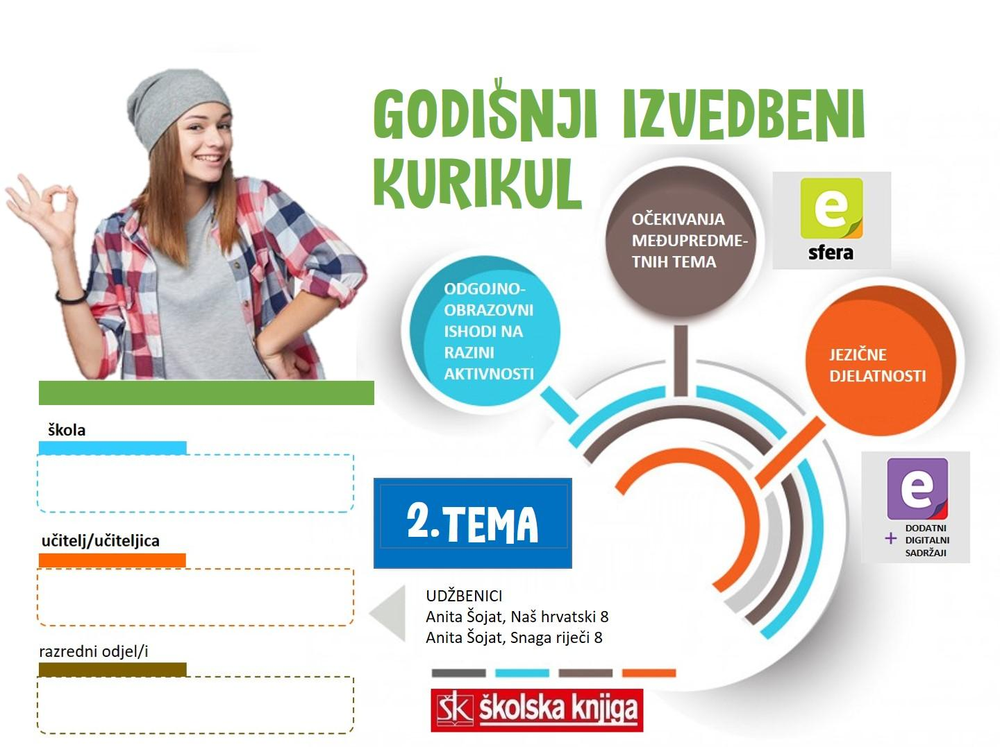 GODIŠNJI IZVEDBENI
KURIKUL
OČEKIVANJA
MEĐUPREDME-
TNIH TEMA
e
sfera
ODGOJNO-
OBRAZOVNI
ISHODI NA
RAZINI
AKTIVNOSTI
JEZIČNE
DJELATNOSTI
škola
e
+ DODATNI
DIGITALNI
SADRŽAJI
2. TEMA
učitelj/učiteljica
UDŽBENICI
Anita Šojat, Naš hrvatski 8
Anita Šojat, Snaga riječi 8
razredni odjel/i
ŠK školska knjiga